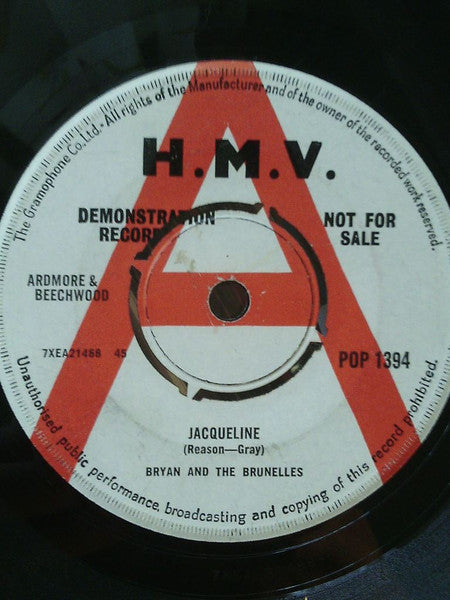 The Gramophone Co. Ltd. - All rights of the Manufacturer and of the owner of the recorded work reserved.
H.M.V.
DEMONSTRATION RECORD
NOT FOR SALE
ARDMORE &
BEECHWOOD
7XEA21468 45
POP 1394
JACQUELINE
(Reason—Gray)
BRYAN AND THE BRUNELLES
Unauthorised public performance, broadcasting and copying of this record prohibited.